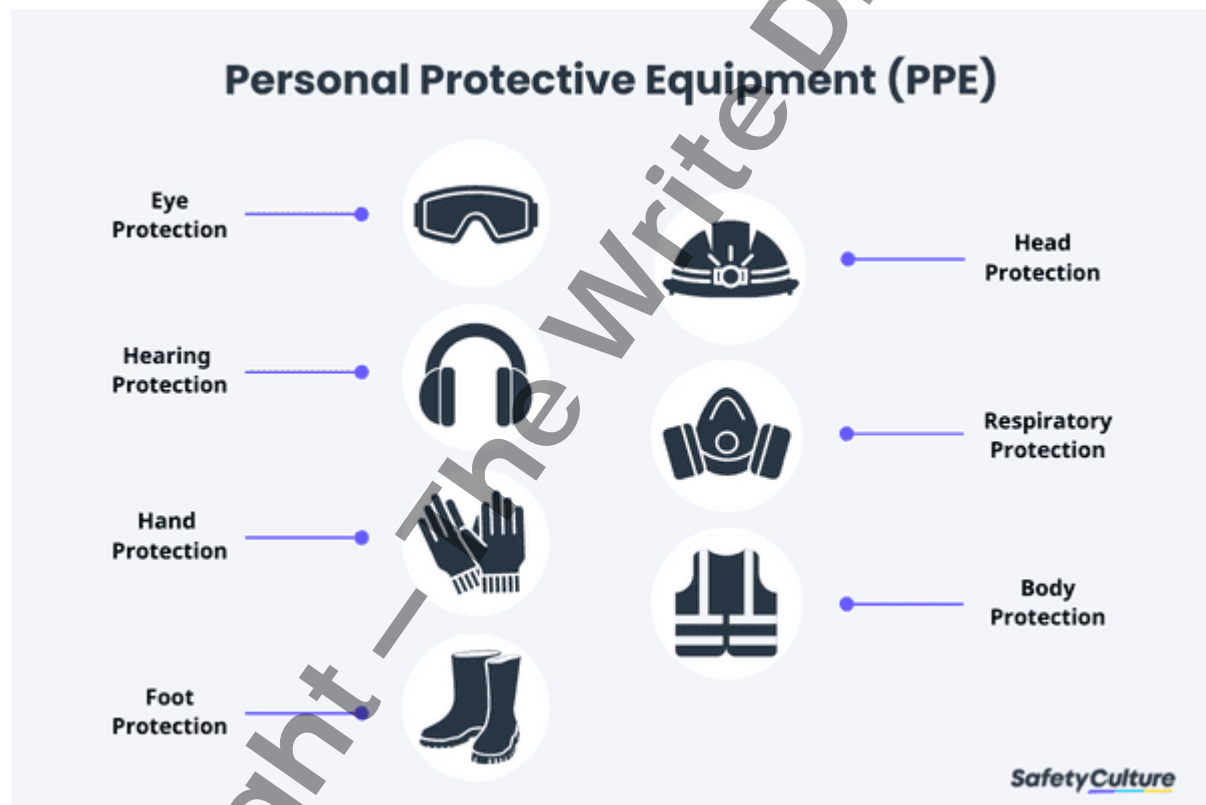 Personal Protective Equipment (PPE)
Eye
Protection
Head
Protection
Hearing
Protection
Respiratory
Protection
Hand
Protection
Body
Protection
Foot
Protection
SafetyCulture
ght – The Write D